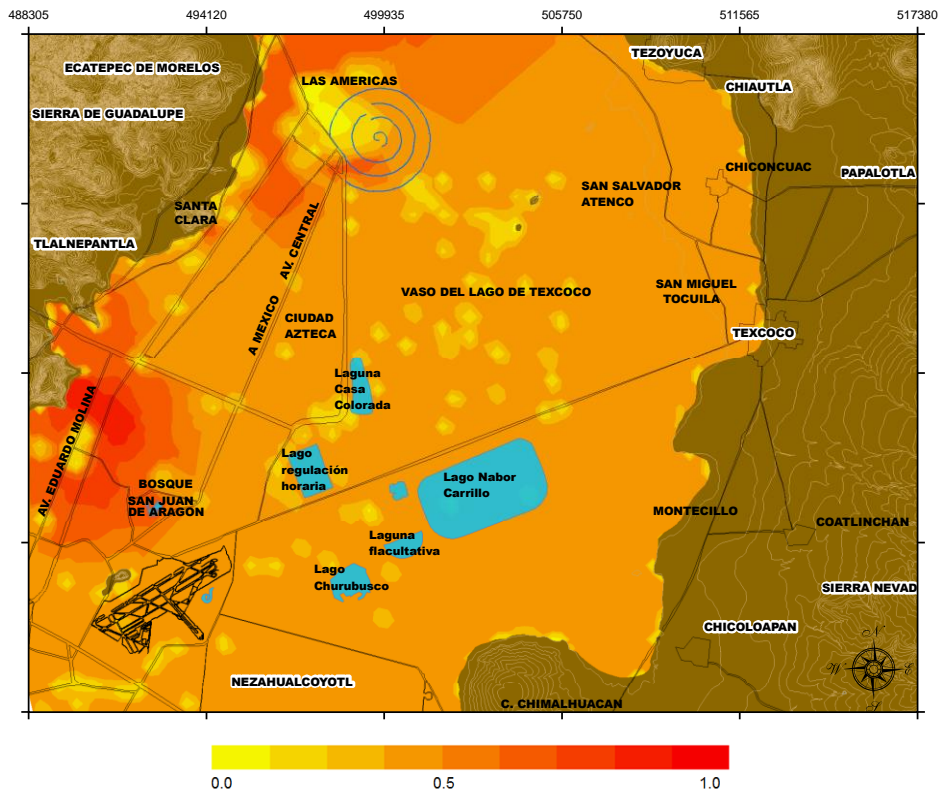 488305 494120 499935 505750 511565 517380
TEZOYUCA
ECATEPEC DE MORELOS
LAS AMERICAS
CHIAUTLA
SIERRA DE GUADALUPE
CHICONCUAC
PAPALOTLA
SAN SALVADOR
ATENCO
SANTA
CLARA
TLALNEPANTLA
AV. CENTRAL
A MEXICO
SAN MIGUEL
TOCUILA
VASO DEL LAGO DE TEXCOCO
CIUDAD
AZTECA
TEXCOCO
Laguna
Casa
Colorada
AV. EDUARDO MOLINA
Lago
regulación
horaria
Lago Nabor
Carrillo
BOSQUE
SAN JUAN
DE ARAGÓN
MONTECILLO
COATLINCHAN
Laguna
flacultativa
Lago
Churubusco
SIERRA NEVAD
CHICOLOAPAN
N
W E
S
NEZAHUALCOYOTL
C. CHIMALHUACAN
0.0 0.5 1.0